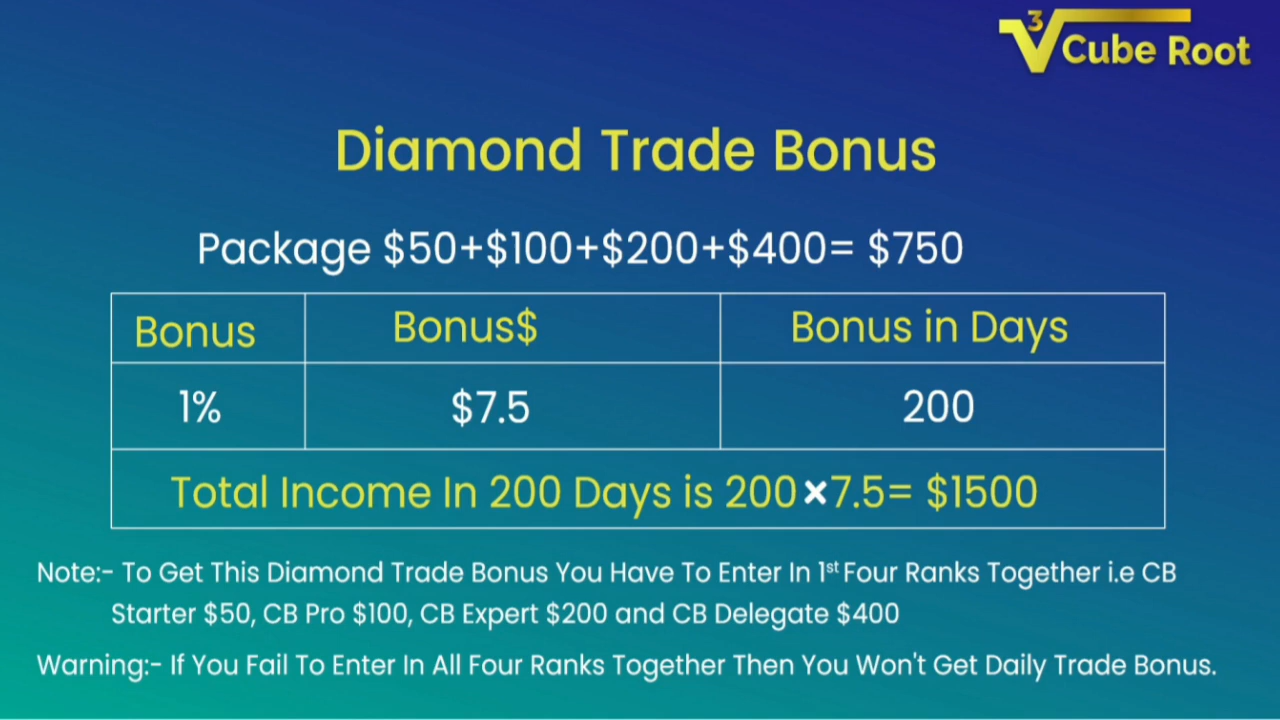 3
Cube Root
Diamond Trade Bonus
Package $50+$100+$200+$400= $750
Bonus Bonus$ Bonus in Days
1% $7.5 200
Total Income In 200 Days is 200×7.5= $1500
Note:- To Get This Diamond Trade Bonus You Have To Enter In 1st Four Ranks Together i.e CB
Starter $50, CB Pro $100, CB Expert $200 and CB Delegate $400
Warning:- If You Fail To Enter In All Four Ranks Together Then You Won't Get Daily Trade Bonus.